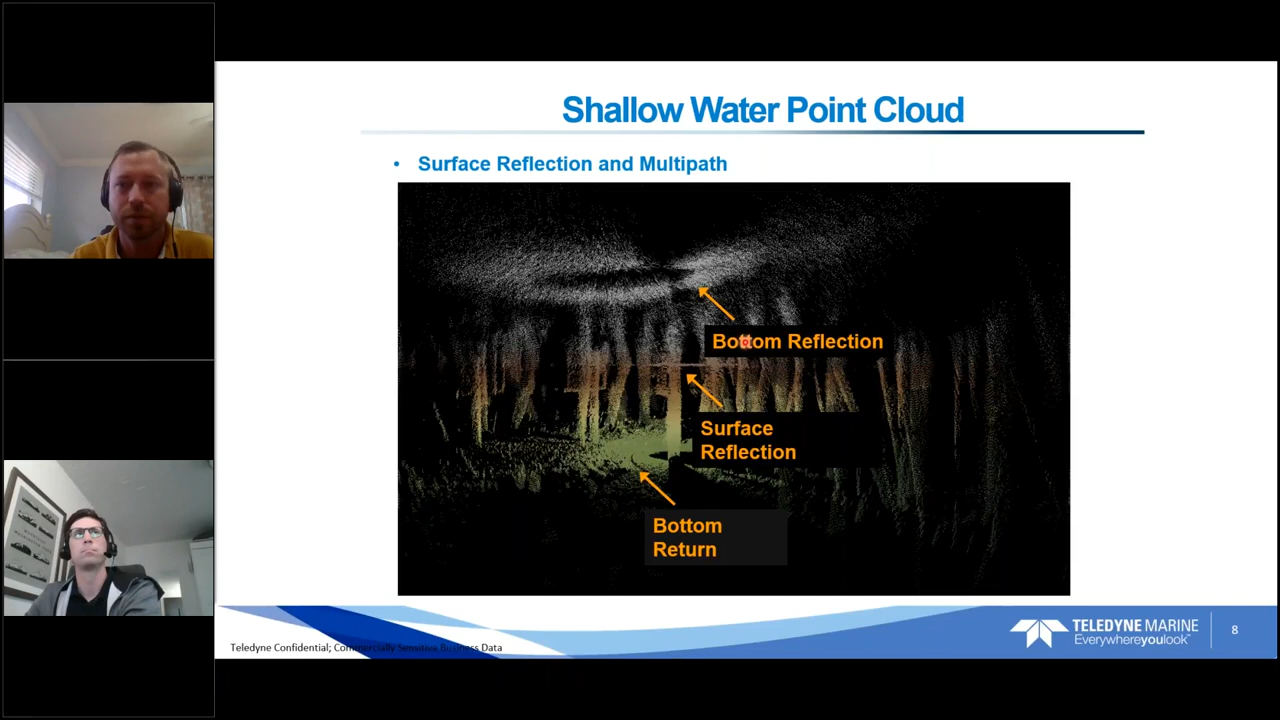 Shallow Water Point Cloud
• Surface Reflection and Multipath
Bottom Reflection
Surface
Reflection
Bottom
Return
Teledyne Confidential; Commercially Sensitive Business Data
TELEDYNE MARINE
Everywhereyoulook™
8